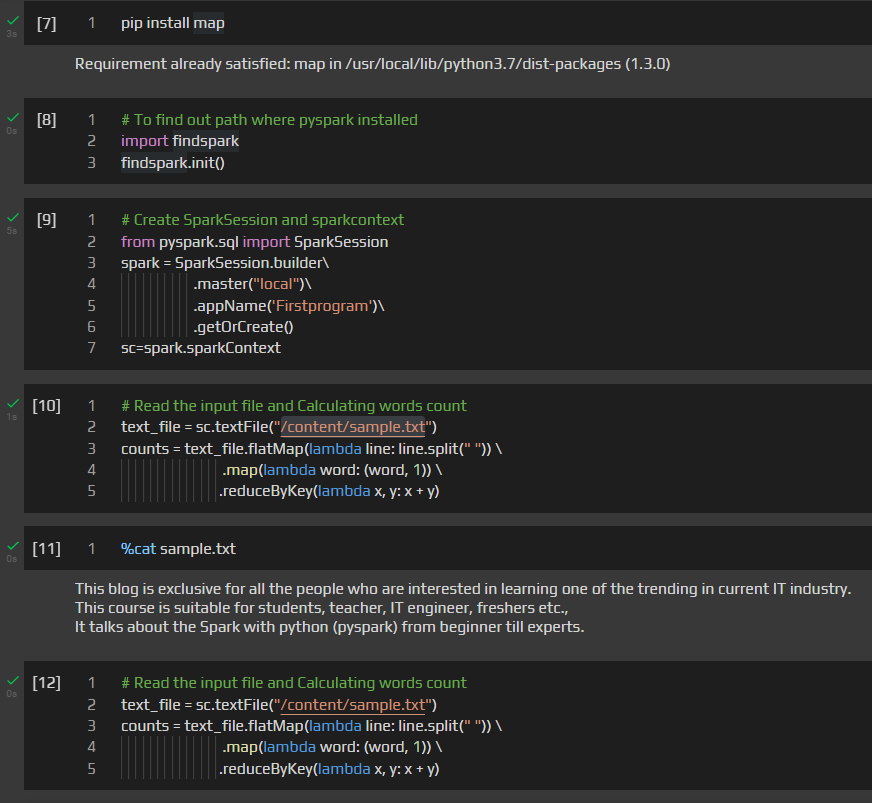 [7] 1 pip install map
3s
Requirement already satisfied: map in /usr/local/lib/python3.7/dist-packages (1.3.0)
[8] 1 # To find out path where pyspark installed
0s 2 import findspark
3 findspark.init()
[9] 1 # Create SparkSession and sparkcontext
5s 2 from pyspark.sql import SparkSession
3 spark = SparkSession.builder\
4 .master("local")\
5 .appName('Firstprogram')\
6 .getOrCreate()
7 sc=spark.sparkContext
[10] 1 # Read the input file and Calculating words count
1s 2 text_file = sc.textFile("/content/sample.txt")
3 counts = text_file.flatMap(lambda line: line.split(" ")) \
4 .map(lambda word: (word, 1)) \
5 .reduceByKey(lambda x, y: x + y)
[11] 1 %cat sample.txt
0s
This blog is exclusive for all the people who are interested in learning one of the trending in current IT industry.
This course is suitable for students, teacher, IT engineer, freshers etc.,
It talks about the Spark with python (pyspark) from beginner till experts.
[12] 1 # Read the input file and Calculating words count
0s 2 text_file = sc.textFile("/content/sample.txt")
3 counts = text_file.flatMap(lambda line: line.split(" ")) \
4 .map(lambda word: (word, 1)) \
5 .reduceByKey(lambda x, y: x + y)